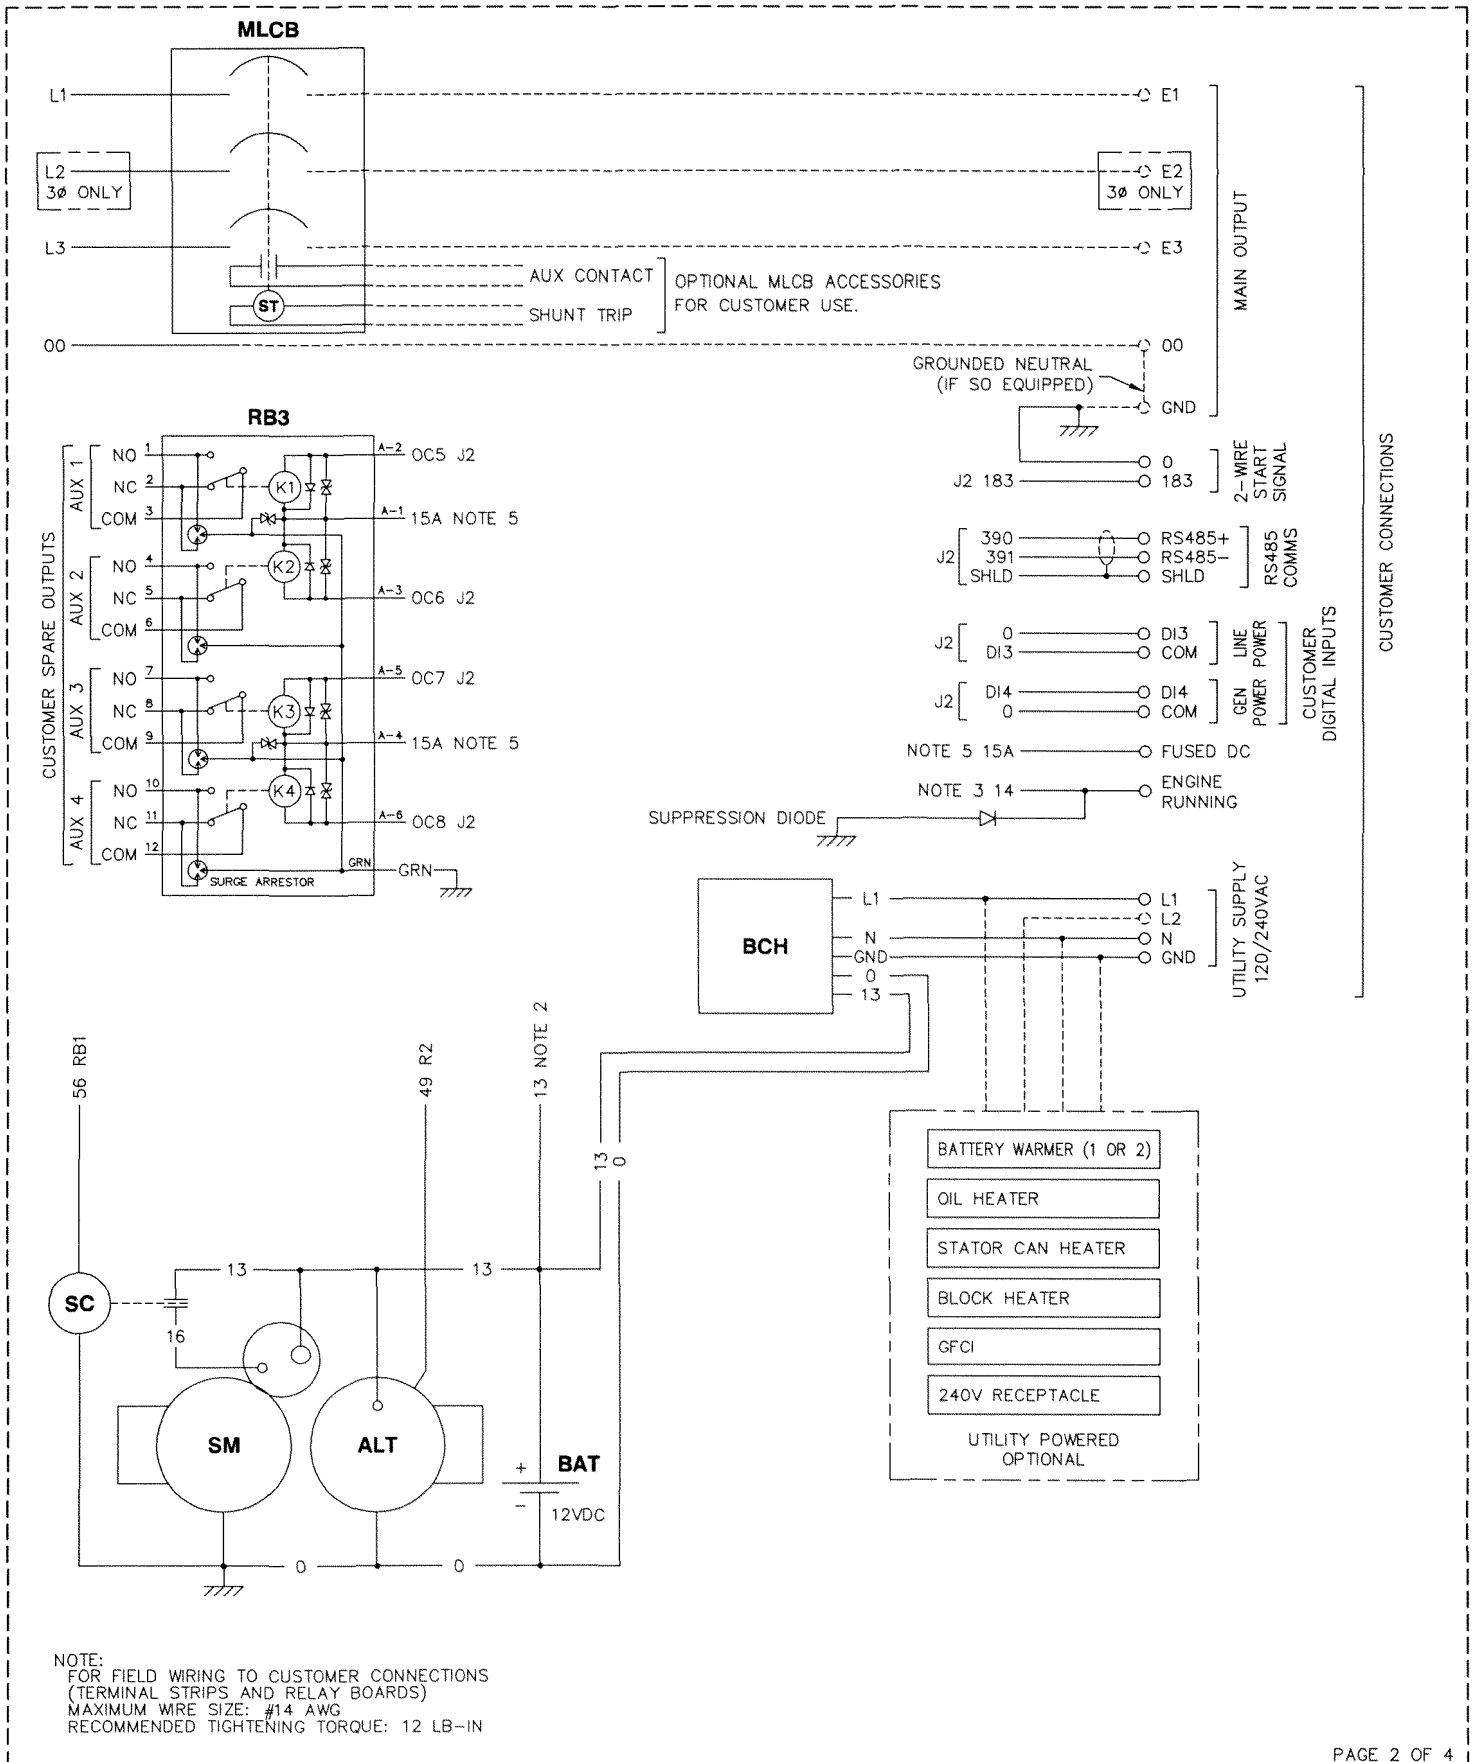 MLCB
L1
E1
L2
3ø ONLY
E2
3ø ONLY
L3
E3
AUX CONTACT
SHUNT TRIP
OPTIONAL MLCB ACCESSORIES
FOR CUSTOMER USE.
ST
00
00
MAIN OUTPUT
GROUNDED NEUTRAL
(IF SO EQUIPPED)
GND
CUSTOMER CONNECTIONS
0
J2 183
183
2-WIRE
START
SIGNAL
J2
390
391
SHLD
RS485+
RS485-
SHLD
RS485
COMMS
J2
0
DI3
DI3
COM
LINE
POWER
J2
DI4
0
DI4
COM
GEN
POWER
CUSTOMER
DIGITAL INPUTS
NOTE 5 15A
FUSED DC
NOTE 3 14
ENGINE
RUNNING
SUPPRESSION DIODE
RB3
CUSTOMER SPARE OUTPUTS
AUX 1
NO 1
NC 2
COM 3
K1
A-2 OC5 J2
A-1 15A NOTE 5
AUX 2
NO 4
NC 5
COM 6
K2
A-3 OC6 J2
AUX 3
NO 7
NC 8
COM 9
K3
A-5 OC7 J2
A-4 15A NOTE 5
AUX 4
NO 10
NC 11
COM 12
K4
A-6 OC8 J2
SURGE ARRESTOR
GRN
GRN
BCH
L1
N
GND
0
13
L1
L2
N
GND
UTILITY SUPPLY
120/240VAC
56 RB1
49 R2
13 NOTE 2
13
0
13
13
SC
16
SM
ALT
BAT
+
-
12VDC
0
0
BATTERY WARMER (1 OR 2)
OIL HEATER
STATOR CAN HEATER
BLOCK HEATER
GFCI
240V RECEPTACLE
UTILITY POWERED
OPTIONAL
NOTE:
FOR FIELD WIRING TO CUSTOMER CONNECTIONS
(TERMINAL STRIPS AND RELAY BOARDS)
MAXIMUM WIRE SIZE: #14 AWG
RECOMMENDED TIGHTENING TORQUE: 12 LB-IN
PAGE 2 OF 4